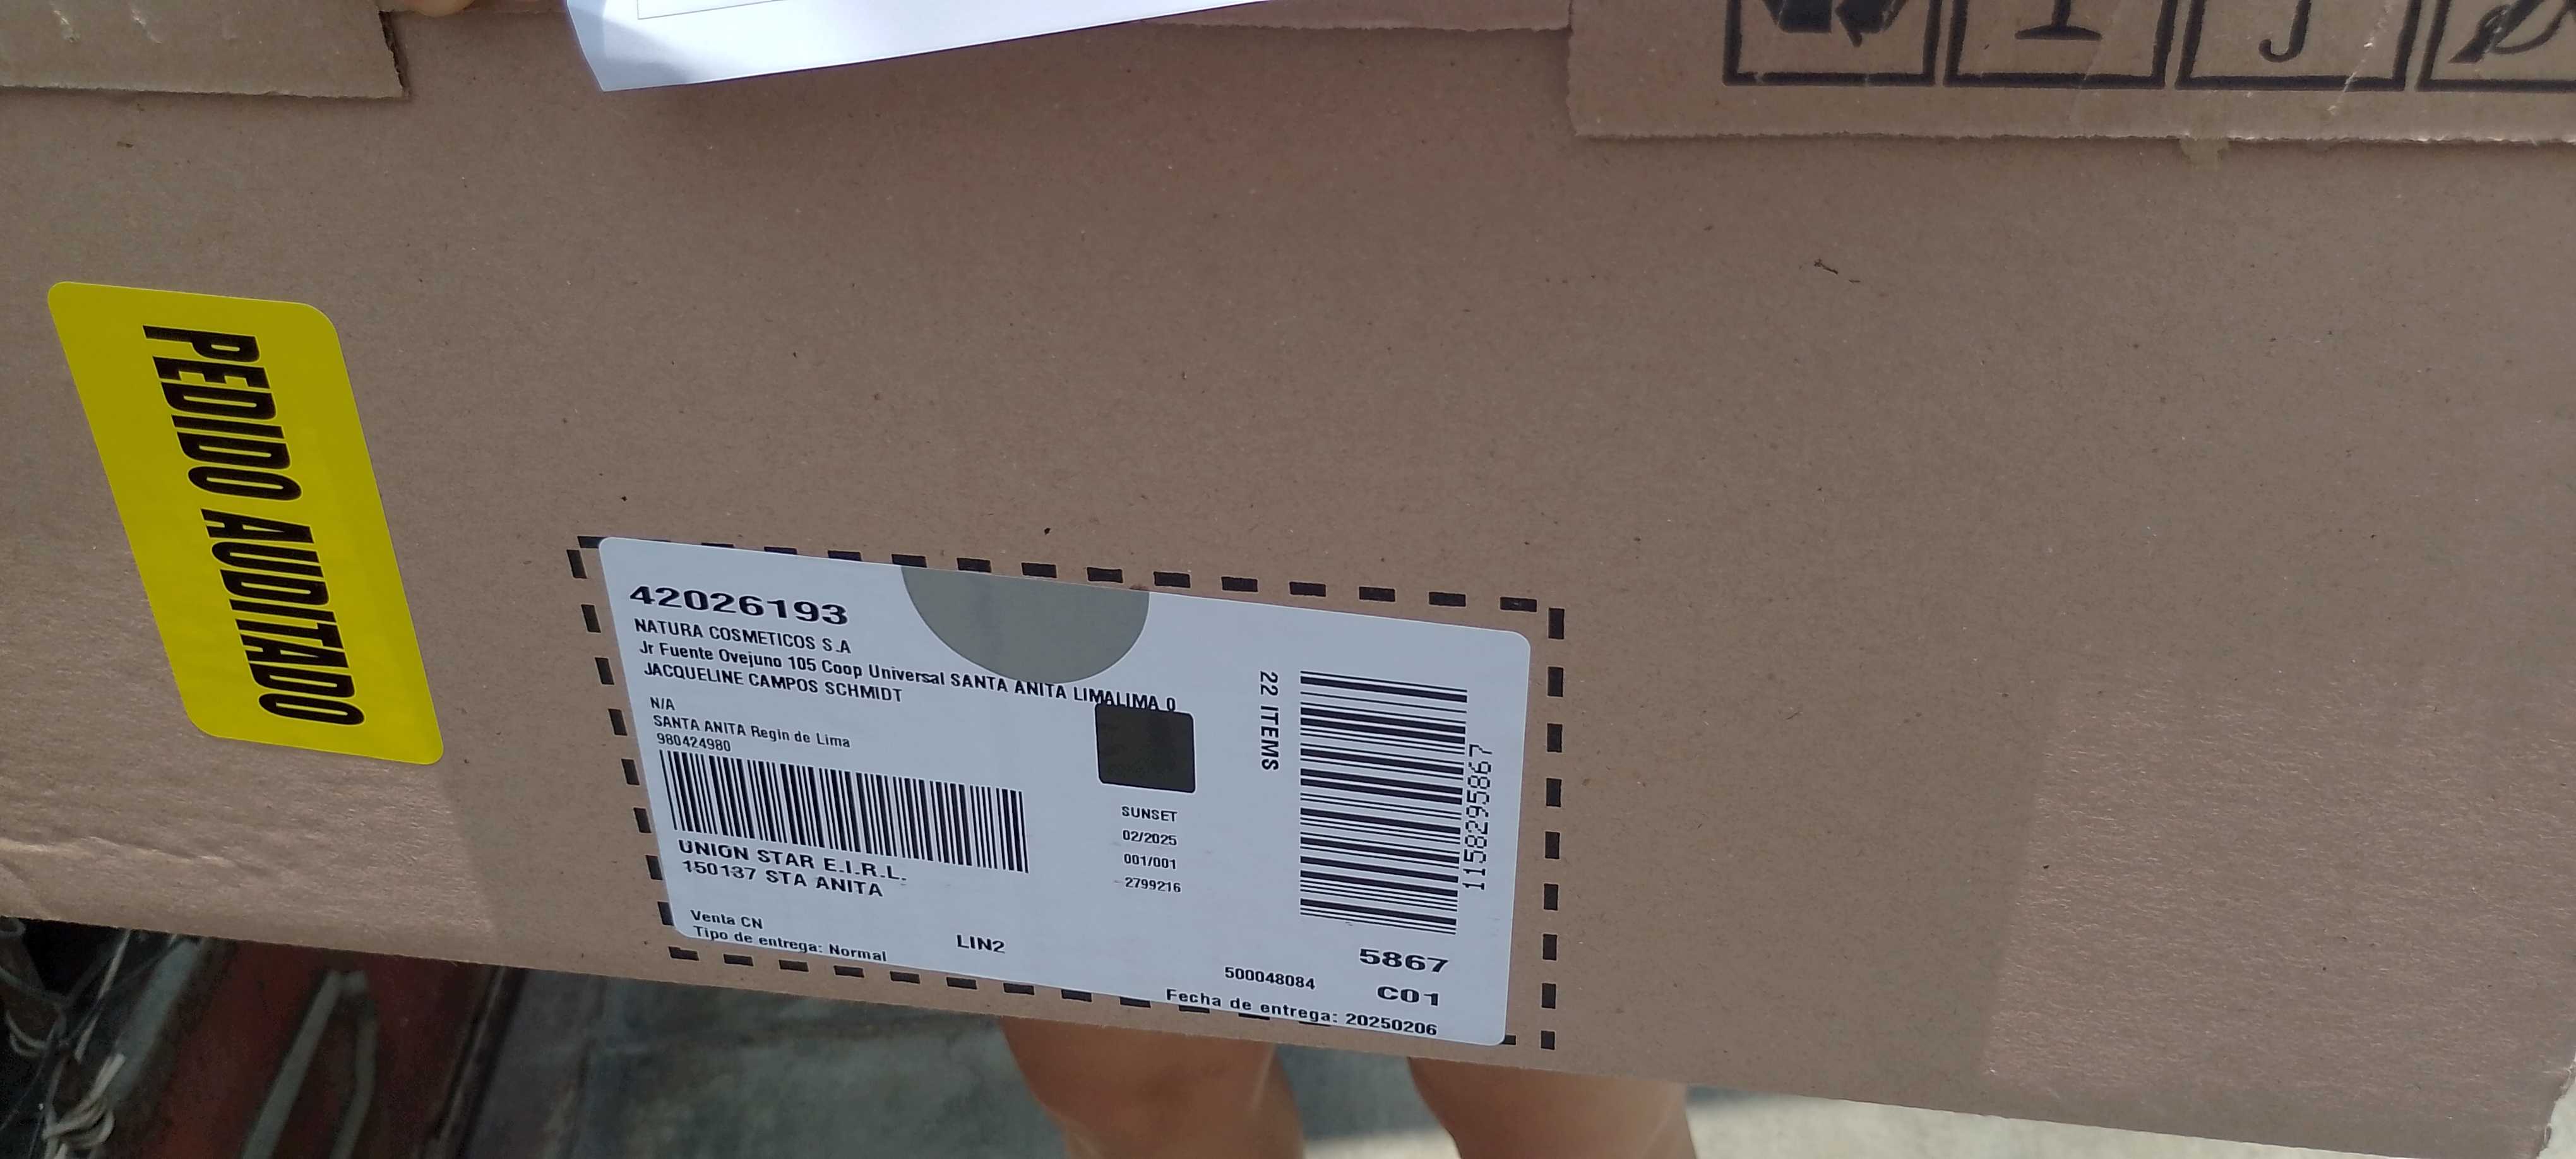 PEDIDO AUDITADO
42026193
NATURA COSMETICOS S.A
Jr Fuente Ovejuno 105 Coop Universal SANTA ANITA LIMALIMA 0
JACQUELINE CAMPOS SCHMIDT
N/A
SANTA ANITA Regin de Lima
980424980
UNION STAR E.I.R.L.
150137 STA ANITA
Venta CN
Tipo de entrega: Normal
LIN2
SUNSET
02/2025
001/001
2799216
22 ITEMS
1158295867
5867
500048084
C01
Fecha de entrega: 20250206